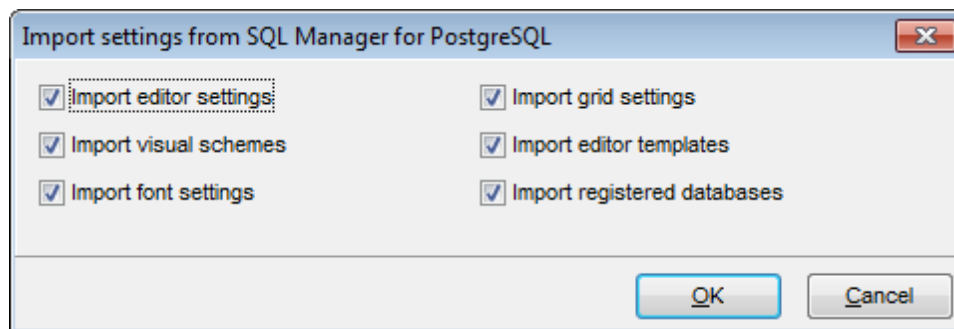 Import settings from SQL Manager for PostgreSQL
Import editor settings
Import grid settings
Import visual schemes
Import editor templates
Import font settings
Import registered databases
OK
Cancel